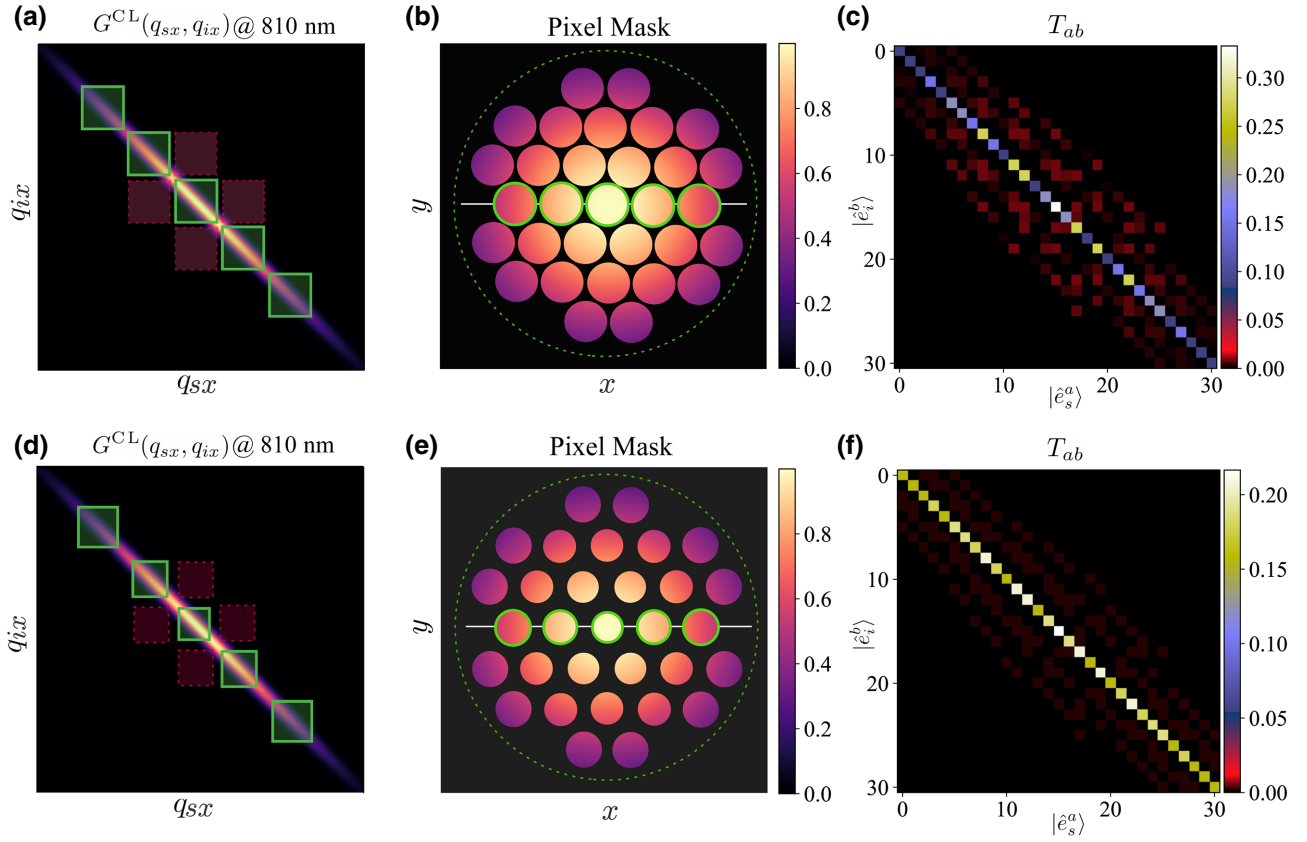 (a) G^CL(q_sx, q_ix)@ 810 nm
q_ix
q_sx
(b) Pixel Mask
y
x
0.8
0.6
0.4
0.2
0.0
(c) T_ab
0
10
20
30
|ê_i^b⟩
0 10 20 30
|ê_s^a⟩
0.30
0.25
0.20
0.15
0.10
0.05
0.00
(d) G^CL(q_sx, q_ix)@ 810 nm
q_ix
q_sx
(e) Pixel Mask
y
x
0.8
0.6
0.4
0.2
0.0
(f) T_ab
0
10
20
30
|ê_i^b⟩
0 10 20 30
|ê_s^a⟩
0.20
0.15
0.10
0.05
0.00